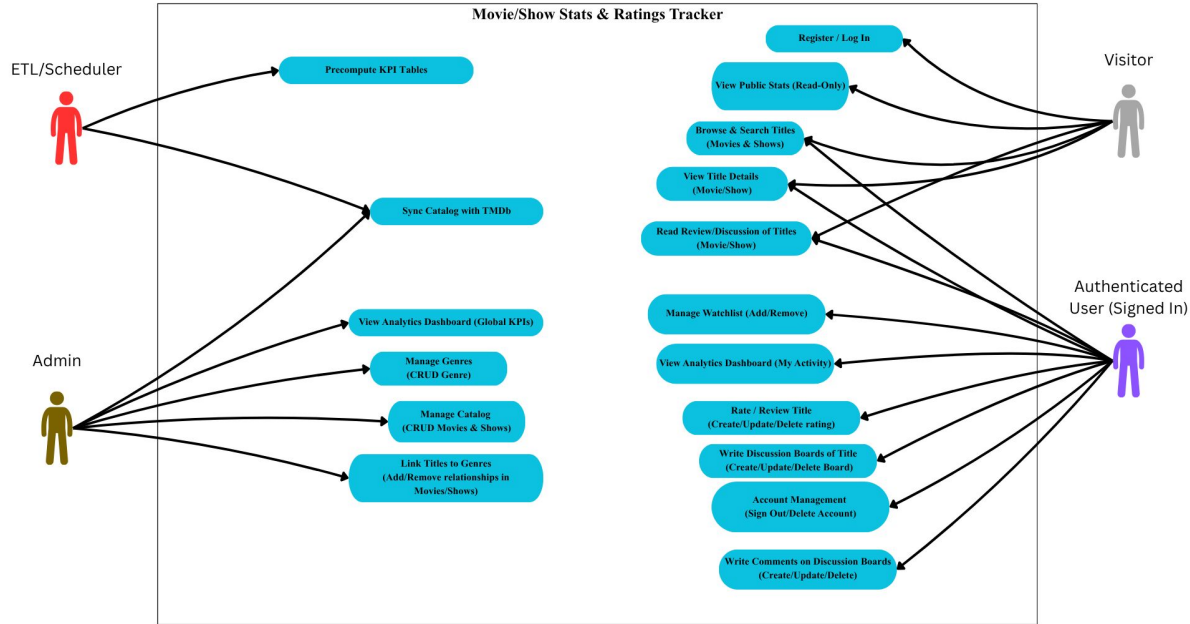 Movie/Show Stats & Ratings Tracker
ETL/Scheduler
Precompute KPI Tables
Sync Catalog with TMDb
Admin
View Analytics Dashboard (Global KPIs)
Manage Genres
(CRUD Genre)
Manage Catalog
(CRUD Movies & Shows)
Link Titles to Genres
(Add/Remove relationships in
Movies/Shows)
Register / Log In
View Public Stats (Read-Only)
Browse & Search Titles
(Movies & Shows)
View Title Details
(Movie/Show)
Read Review/Discussion of Titles
(Movie/Show)
Manage Watchlist (Add/Remove)
View Analytics Dashboard (My Activity)
Rate / Review Title
(Create/Update/Delete rating)
Write Discussion Boards of Title
(Create/Update/Delete Board)
Account Management
(Sign Out/Delete Account)
Write Comments on Discussion Boards
(Create/Update/Delete)
Visitor
Authenticated
User (Signed In)